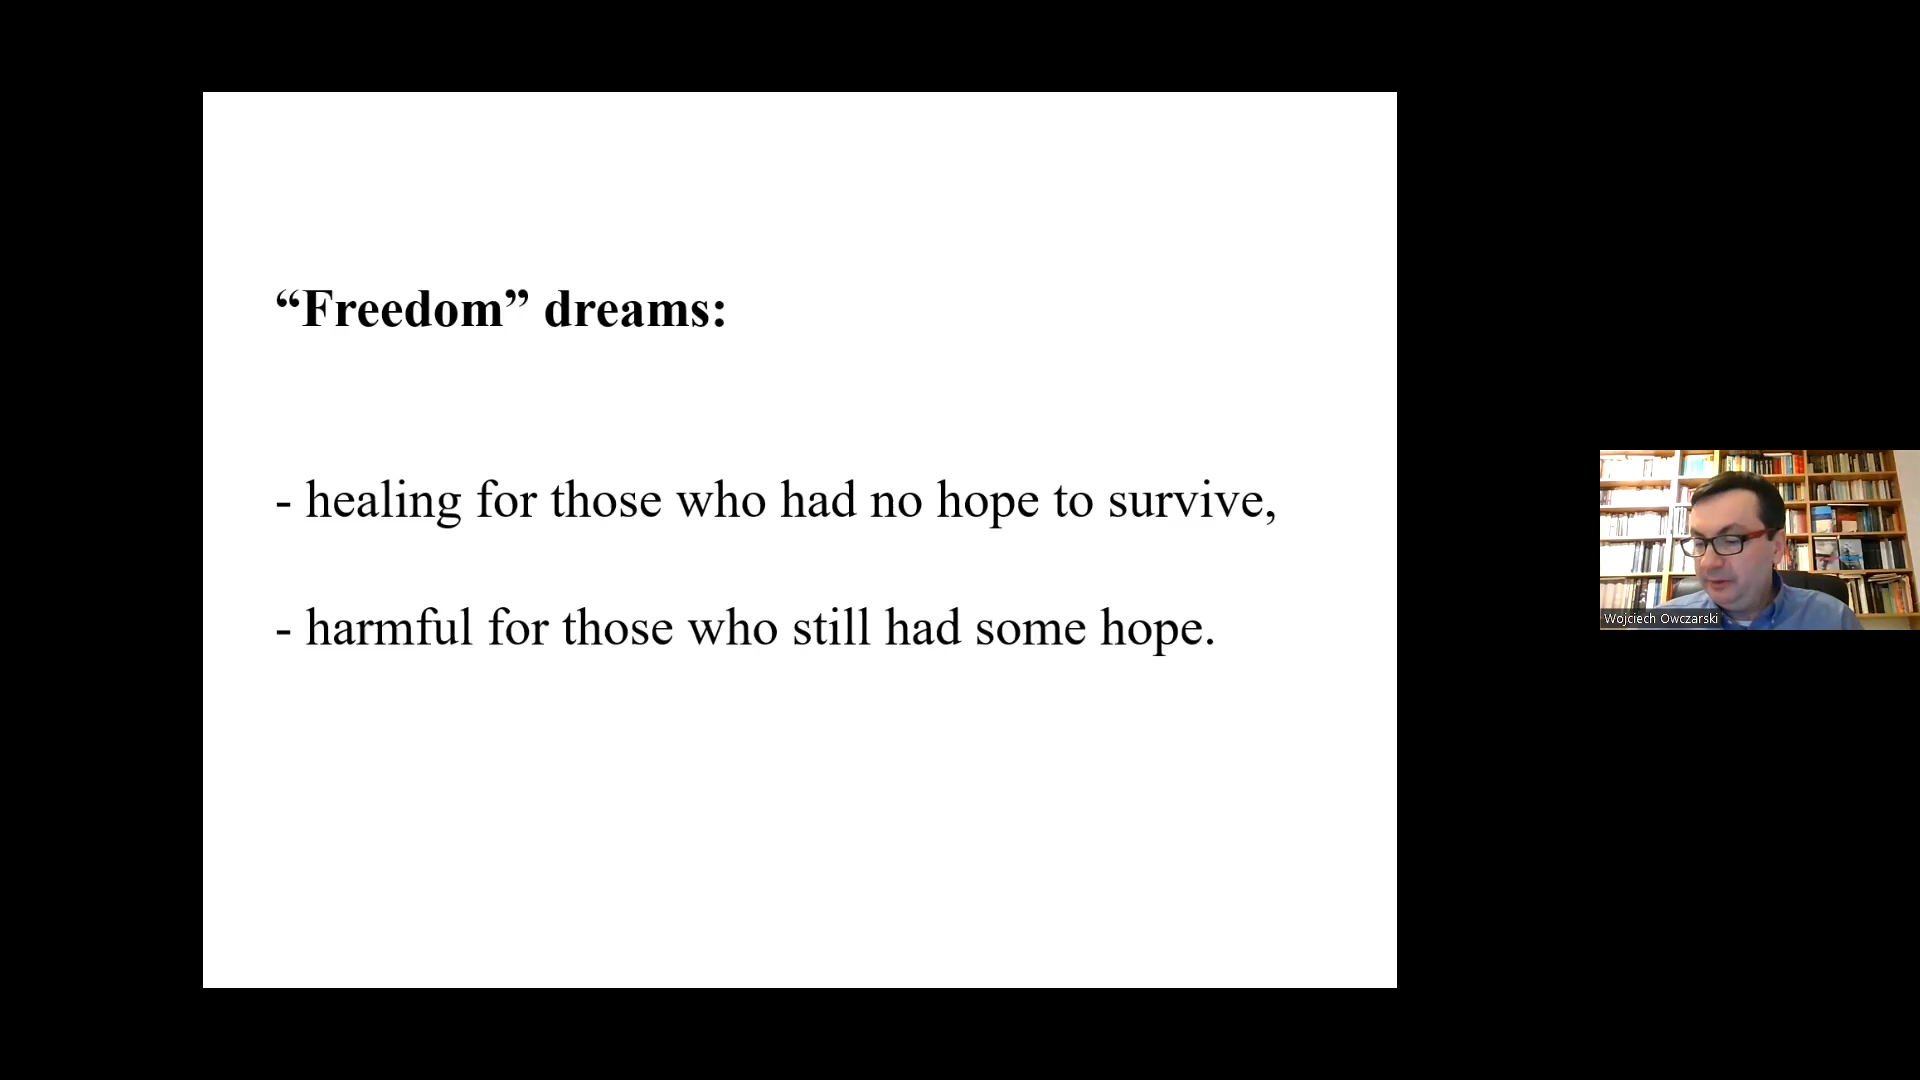 “Freedom” dreams:
- healing for those who had no hope to survive,
- harmful for those who still had some hope.
Wojciech Owczarski